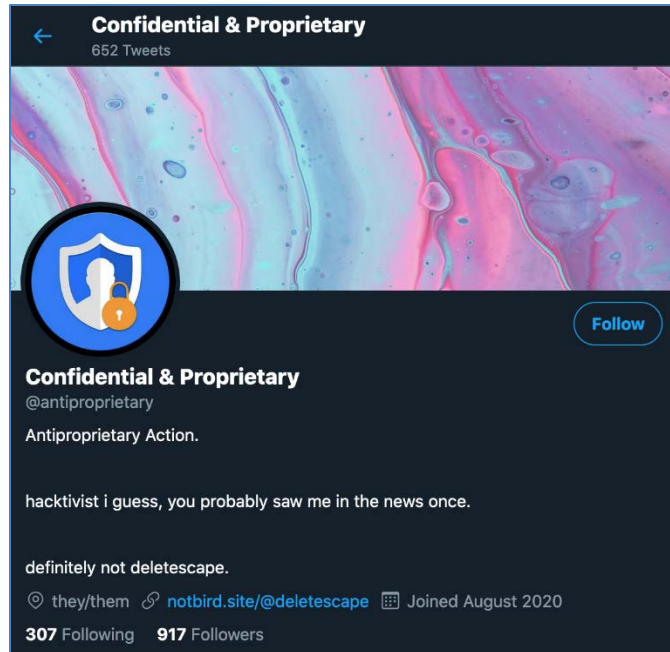 Confidential & Proprietary
652 Tweets
Follow
Confidential & Proprietary
@antiproprietary
Antiproprietary Action.
hacktivist i guess, you probably saw me in the news once.
definitely not deletescape.
they/them notbird.site/@deletescape Joined August 2020
307 Following 917 Followers